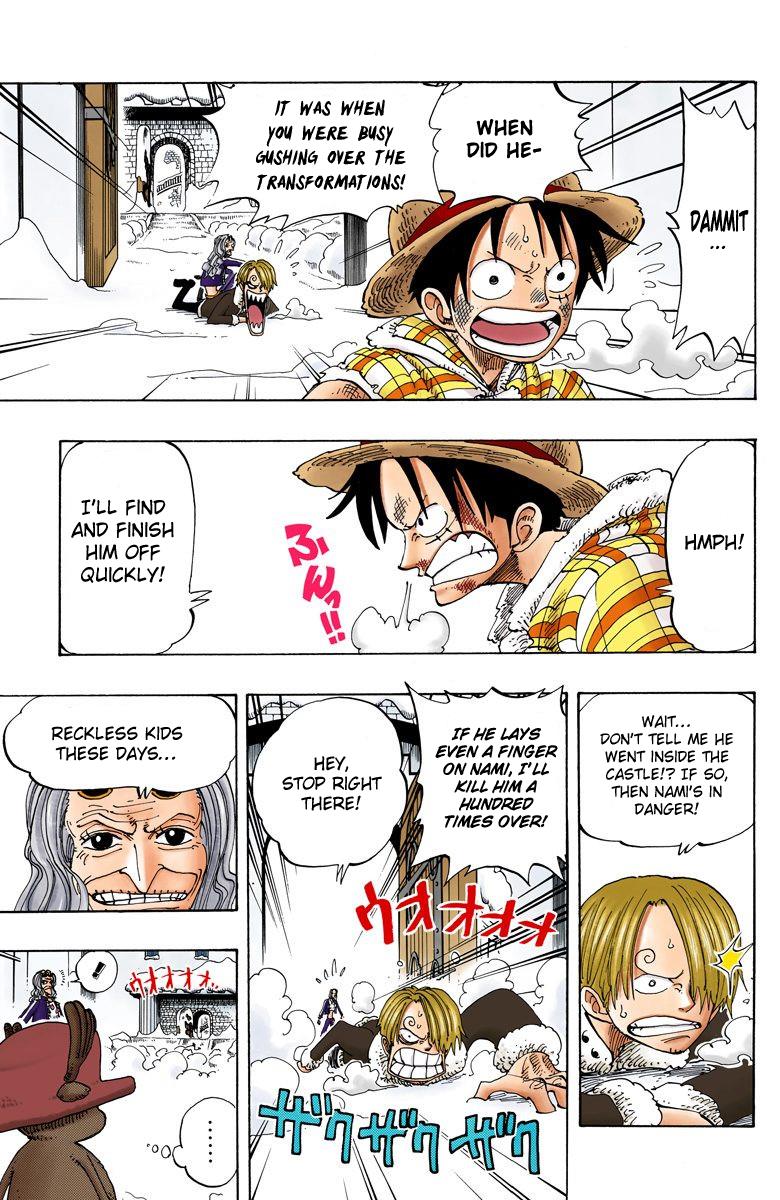 DAMMIT
...
WHEN
DID HE-
IT WAS WHEN
YOU WERE BUSY
GUSHING OVER THE
TRANSFORMATIONS!
HMPH!
ふんっ!!
I'LL FIND
AND FINISH
HIM OFF
QUICKLY!
WAIT...
DON'T TELL ME HE
WENT INSIDE THE
CASTLE!? IF SO,
THEN NAMI'S IN
DANGER!
IF HE LAYS
EVEN A FINGER
ON NAMI, I'LL
KILL HIM A
HUNDRED
TIMES OVER!
HEY,
STOP RIGHT
THERE!
ウオオオオ
ザクザクザク
RECKLESS KIDS
THESE DAYS...
!
ウオオオオ
......